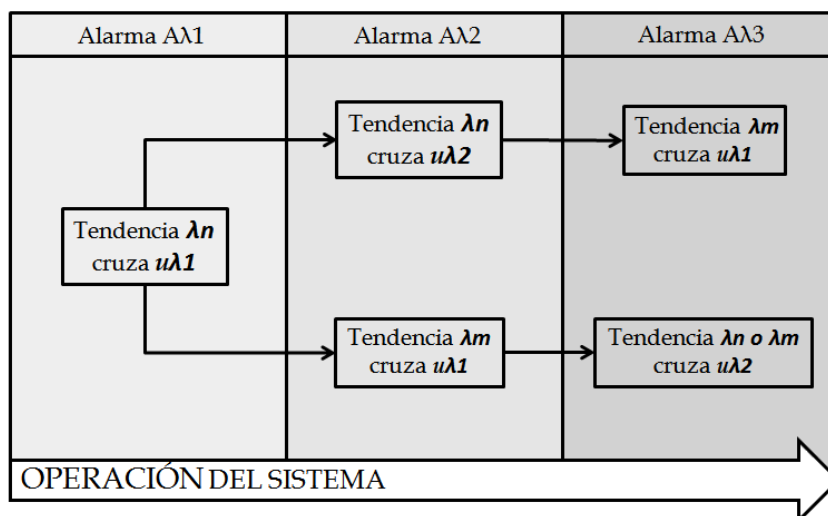 Alarma Aλ1
Alarma Aλ2
Alarma Aλ3
Tendencia λn
cruza uλ2
Tendencia λm
cruza uλ1
Tendencia λn
cruza uλ1
Tendencia λm
cruza uλ1
Tendencia λn o λm
cruza uλ2
OPERACIÓN DEL SISTEMA